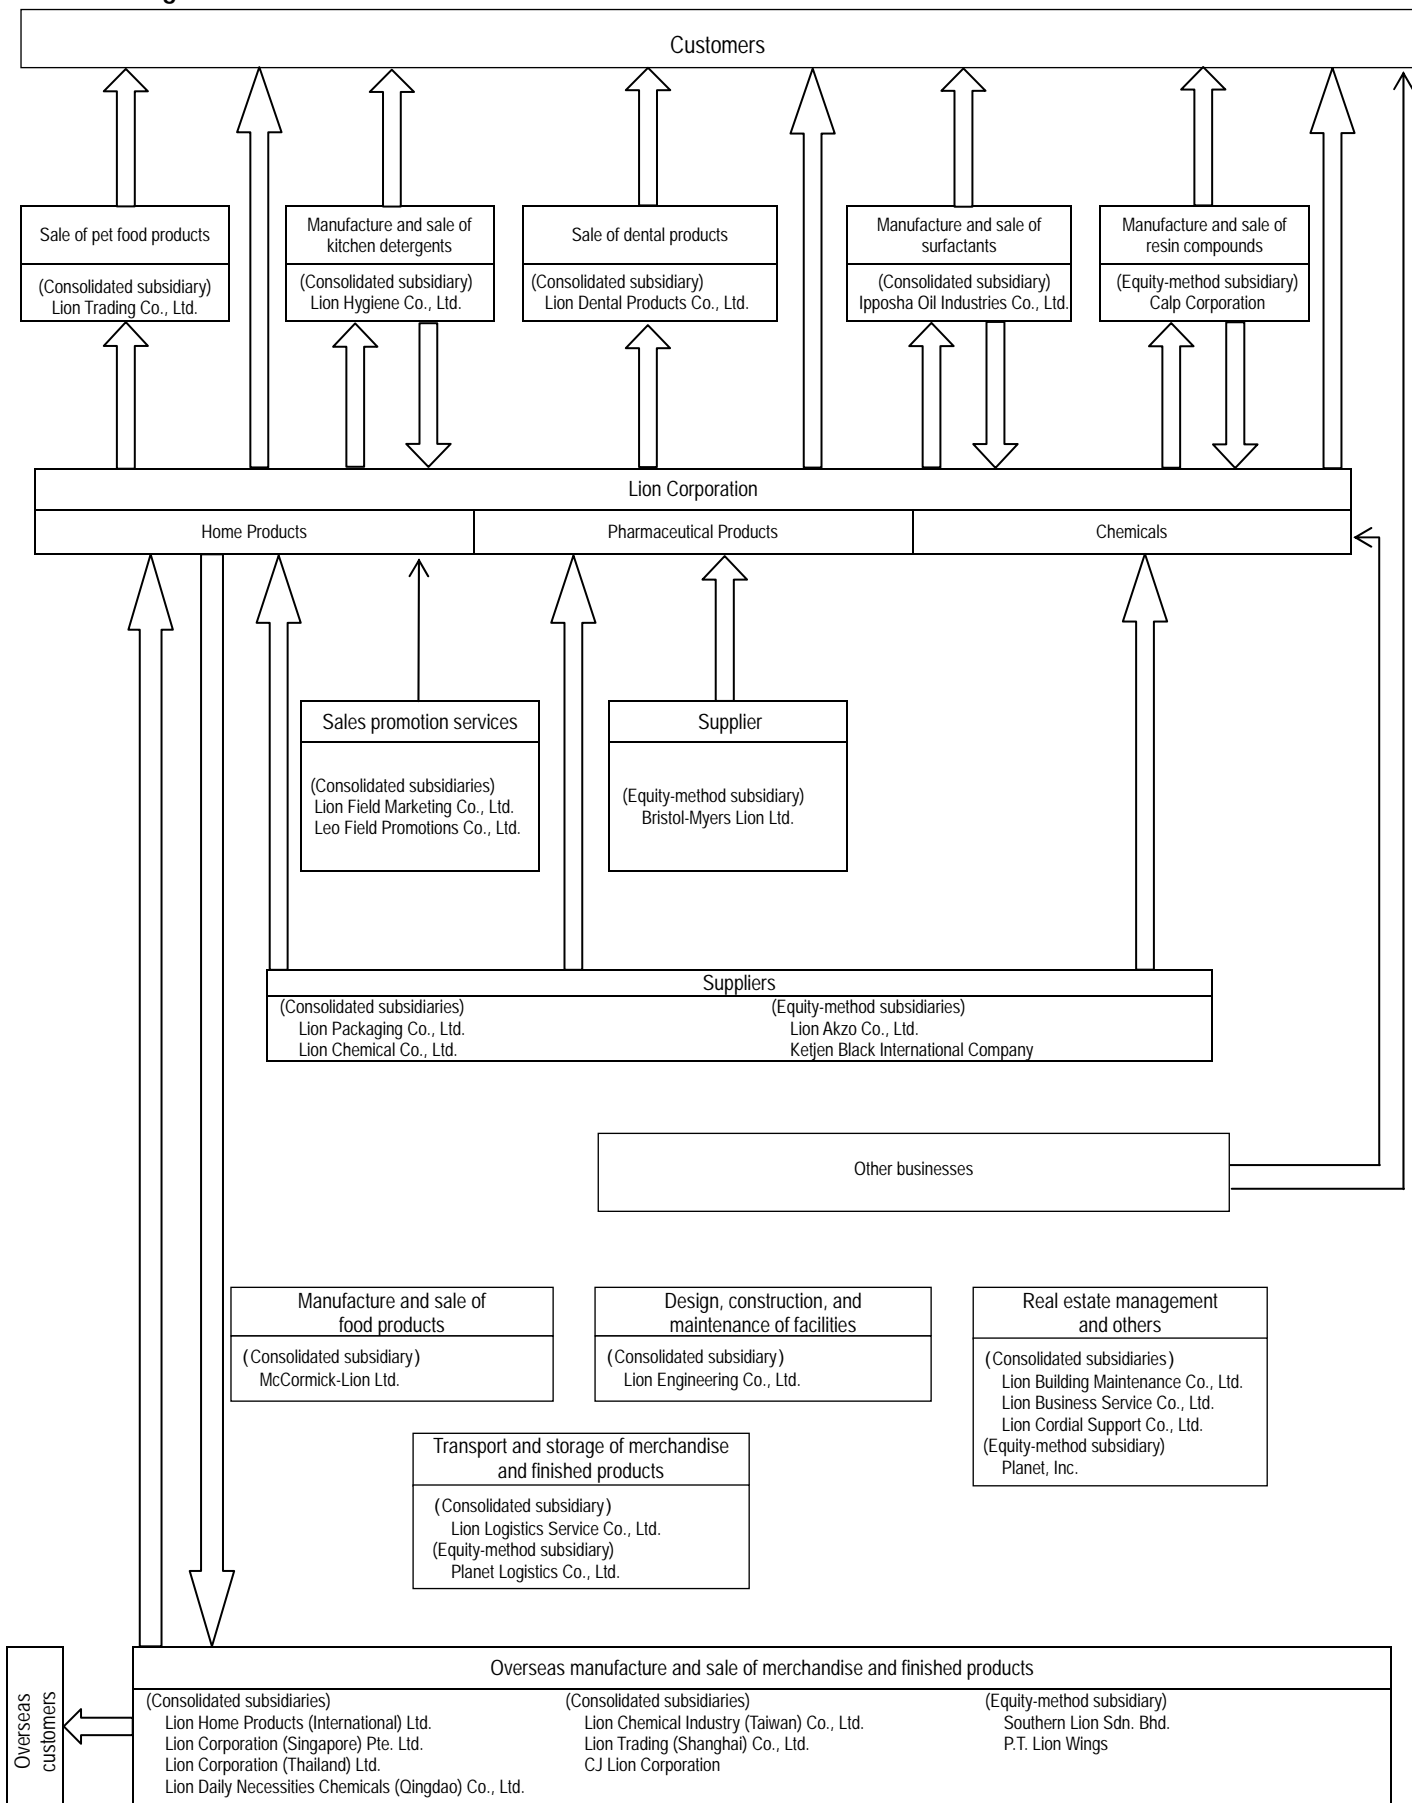 Customers
Sale of pet food products
(Consolidated subsidiary)
Lion Trading Co., Ltd.
Manufacture and sale of
kitchen detergents
(Consolidated subsidiary)
Lion Hygiene Co., Ltd.
Sale of dental products
(Consolidated subsidiary)
Lion Dental Products Co., Ltd.
Manufacture and sale of
surfactants
(Consolidated subsidiary)
Ipposha Oil Industries Co., Ltd.
Manufacture and sale of
resin compounds
(Equity-method subsidiary)
Calp Corporation
Lion Corporation
Home Products
Pharmaceutical Products
Chemicals
Sales promotion services
(Consolidated subsidiaries)
Lion Field Marketing Co., Ltd.
Leo Field Promotions Co., Ltd.
Supplier
(Equity-method subsidiary)
Bristol-Myers Lion Ltd.
Suppliers
(Consolidated subsidiaries)
Lion Packaging Co., Ltd.
Lion Chemical Co., Ltd.
(Equity-method subsidiaries)
Lion Akzo Co., Ltd.
Ketjen Black International Company
Other businesses
Manufacture and sale of
food products
(Consolidated subsidiary)
McCormick-Lion Ltd.
Design, construction, and
maintenance of facilities
(Consolidated subsidiary)
Lion Engineering Co., Ltd.
Real estate management
and others
(Consolidated subsidiaries)
Lion Building Maintenance Co., Ltd.
Lion Business Service Co., Ltd.
Lion Cordial Support Co., Ltd.
(Equity-method subsidiary)
Planet, Inc.
Transport and storage of merchandise
and finished products
(Consolidated subsidiary)
Lion Logistics Service Co., Ltd.
(Equity-method subsidiary)
Planet Logistics Co., Ltd.
Overseas
customers
Overseas manufacture and sale of merchandise and finished products
(Consolidated subsidiaries)
Lion Home Products (International) Ltd.
Lion Corporation (Singapore) Pte. Ltd.
Lion Corporation (Thailand) Ltd.
Lion Daily Necessities Chemicals (Qingdao) Co., Ltd.
(Consolidated subsidiaries)
Lion Chemical Industry (Taiwan) Co., Ltd.
Lion Trading (Shanghai) Co., Ltd.
CJ Lion Corporation
(Equity-method subsidiary)
Southern Lion Sdn. Bhd.
P.T. Lion Wings